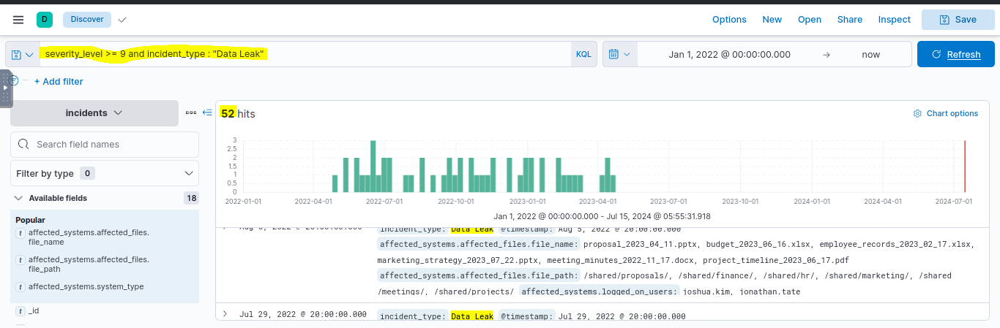 D Discover Options New Open Share Inspect Save
severity_level >= 9 and incident_type : "Data Leak" KQL Jan 1, 2022 @ 00:00:00.000 → now Refresh
+ Add filter
incidents
52 hits Chart options
Search field names
Filter by type 0
Available fields 18
Popular
t affected_systems.affected_files.
file_name
t affected_systems.affected_files.
file_path
t affected_systems.system_type
t _id
3
2.5
2
1.5
1
0.5
0
2022-01-01 2022-04-01 2022-07-01 2022-10-01 2023-01-01 2023-04-01 2023-07-01 2023-10-01 2024-01-01 2024-04-01 2024-07-01
Jan 1, 2022 @ 00:00:00.000 - Jul 15, 2024 @ 05:55:31.918
Aug 5, 2022 @ 20:00:00.000 incident_type: Data Leak @timestamp: Aug 5, 2022 @ 20:00:00.000
affected_systems.affected_files.file_name: proposal_2023_04_11.pptx, budget_2023_06_16.xlsx, employee_records_2023_02_17.xlsx,
marketing_strategy_2023_07_22.pptx, meeting_minutes_2022_11_17.docx, project_timeline_2023_06_17.pdf
affected_systems.affected_files.file_path: /shared/proposals/, /shared/finance/, /shared/hr/, /shared/marketing/, /shared
/meetings/, /shared/projects/ affected_systems.logged_on_users: joshua.kim, jonathan.tate
Jul 29, 2022 @ 20:00:00.000 incident_type: Data Leak @timestamp: Jul 29, 2022 @ 20:00:00.000